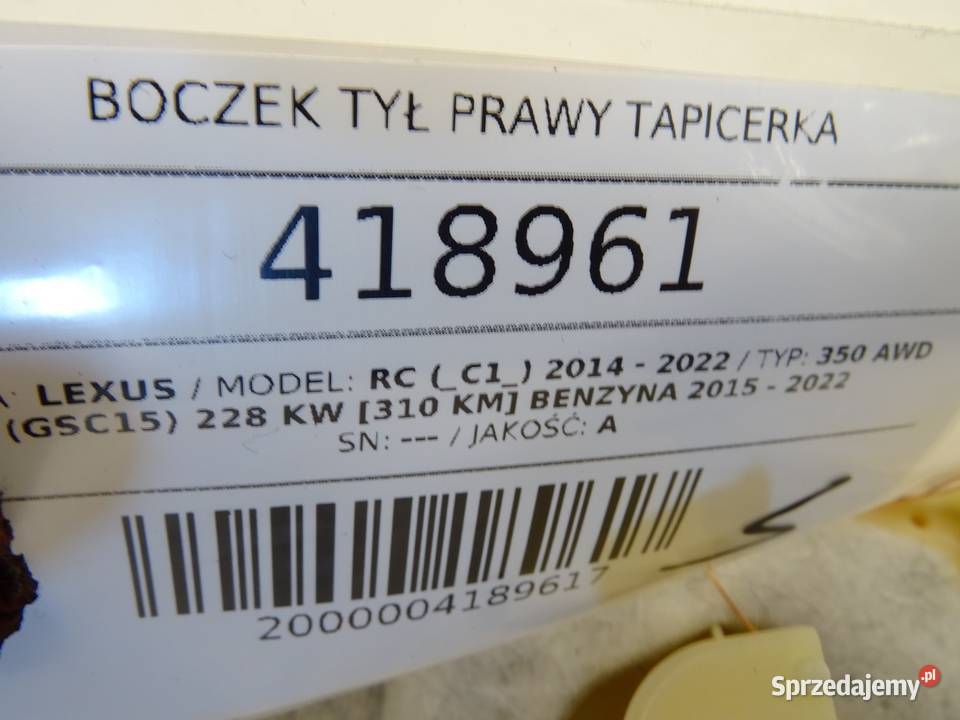 BOCZEK TYŁ PRAWY TAPICERKA
418961
LEXUS / MODEL: RC (_C1_) 2014 - 2022 / TYP: 350 AWD
(GSC15) 228 KW [310 KM] BENZYNA 2015 - 2022
SN: --- / JAKOŚĆ: A
2000004189617
Sprzedajemy.pl